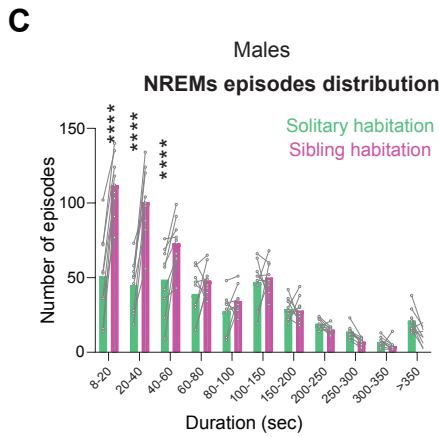 C
Males
NREMs episodes distribution
Solitary habitation
Sibling habitation
****
****
****
150
100
50
0
Number of episodes
8-20
20-40
40-60
60-80
80-100
100-150
150-200
200-250
250-300
300-350
>350
Duration (sec)